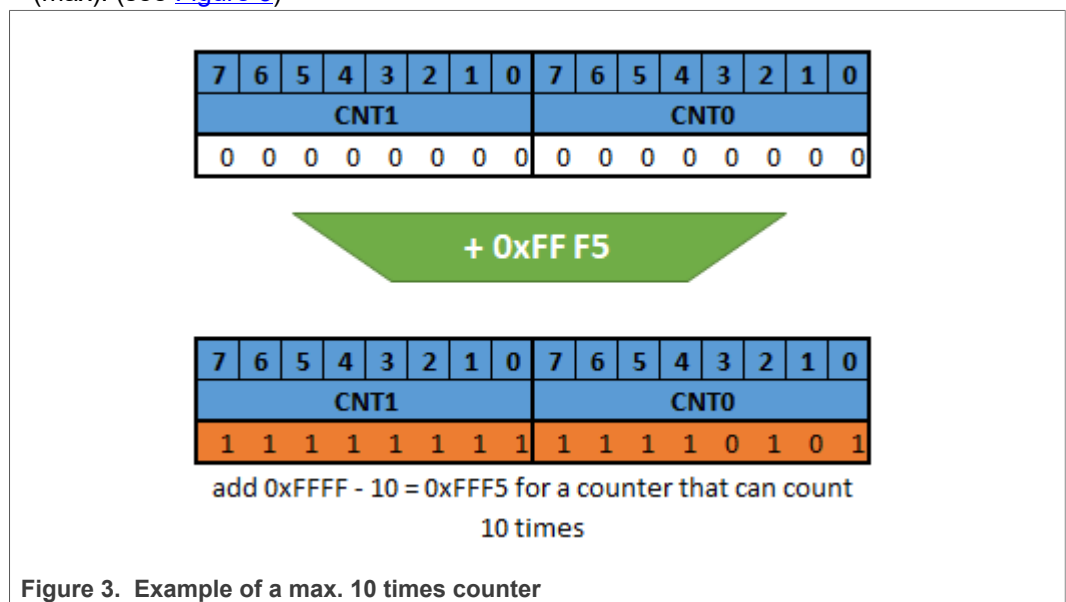 (max). (see Figure 3)
7 6 5 4 3 2 1 0 7 6 5 4 3 2 1 0
CNT1 CNT0
0 0 0 0 0 0 0 0 0 0 0 0 0 0 0 0
+ 0xFF F5
7 6 5 4 3 2 1 0 7 6 5 4 3 2 1 0
CNT1 CNT0
1 1 1 1 1 1 1 1 1 1 1 1 0 1 0 1
add 0xFFFF - 10 = 0xFFF5 for a counter that can count
10 times
Figure 3. Example of a max. 10 times counter